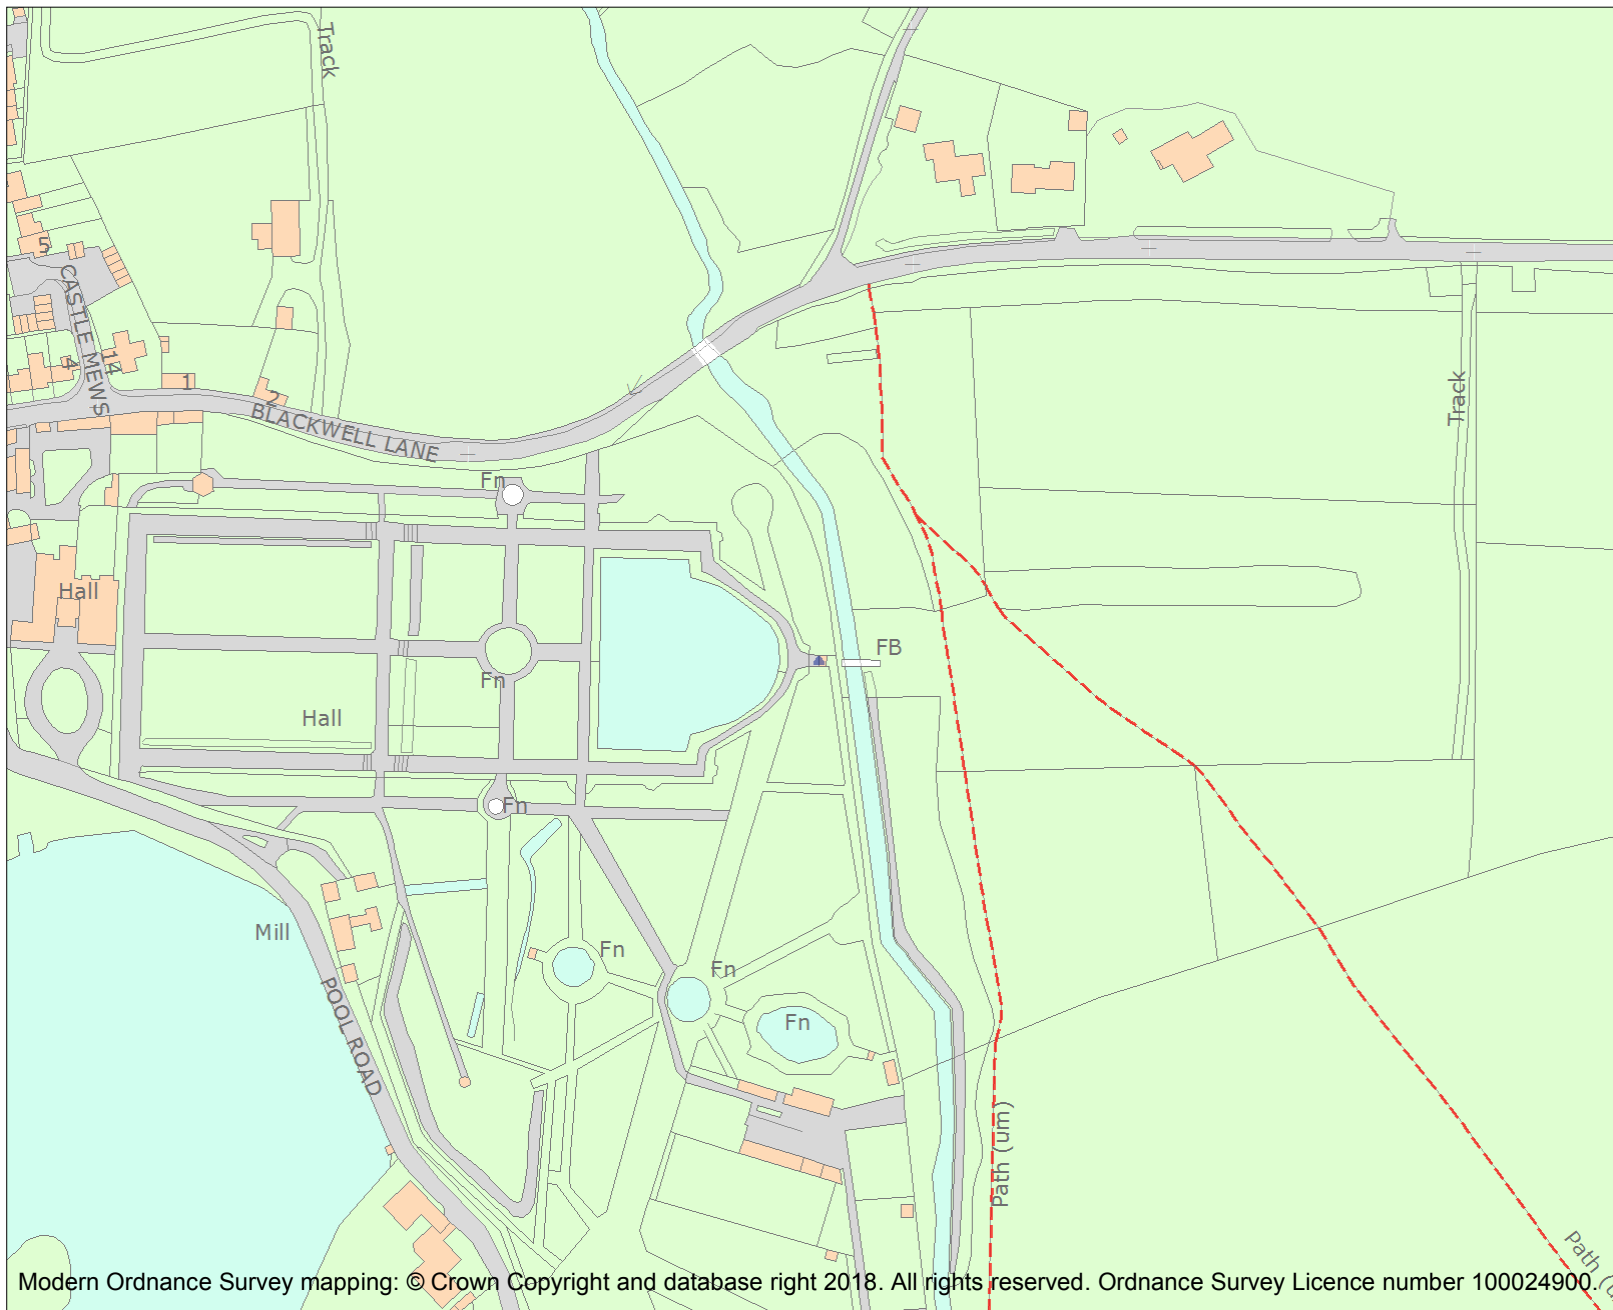 Track
5
CASTLE MEWS
14
4
1
2
BLACKWELL LANE
Track
Fn
Hall
FB
Fn
Hall
Fn
Mill
Fn
Fn
Fn
POOL ROAD
Path (um)
Path
Modern Ordnance Survey mapping: © Crown Copyright and database right 2018. All rights reserved. Ordnance Survey Licence number 100024900.